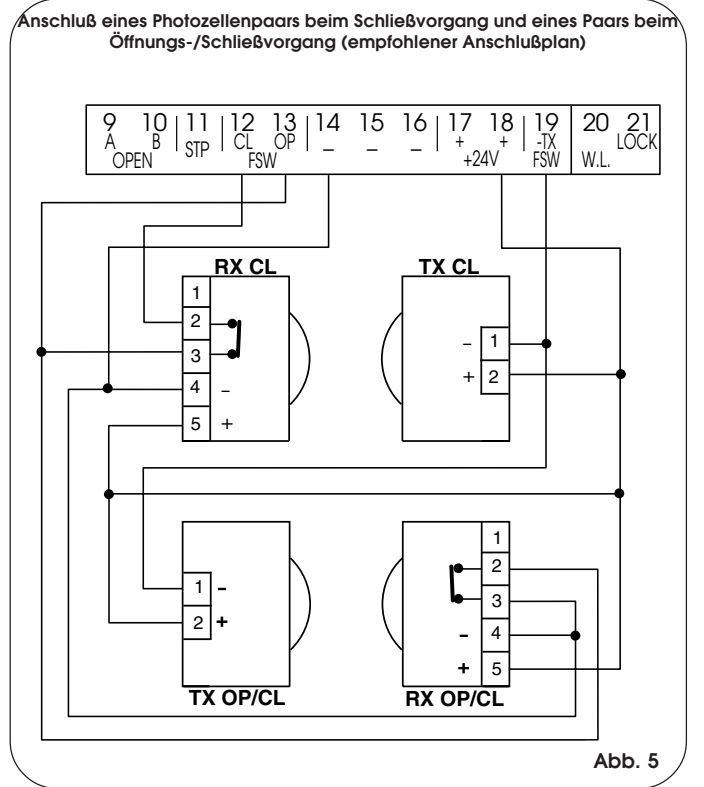 Anschluß eines Photozellenpaars beim Schließvorgang und eines Paars beim
Öffnungs-/Schließvorgang (empfohlener Anschlußplan)
9 10 11 12 13 14 15 16 17 18 19 20 21
A B STP CL OP – – – + + -TX LOCK
OPEN FSW +24V FSW W.L.
RX CL TX CL
1
2
3
4 –
5 +
– 1
+ 2
1 -
2 +
1
2
3
- 4
+ 5
TX OP/CL RX OP/CL
Abb. 5